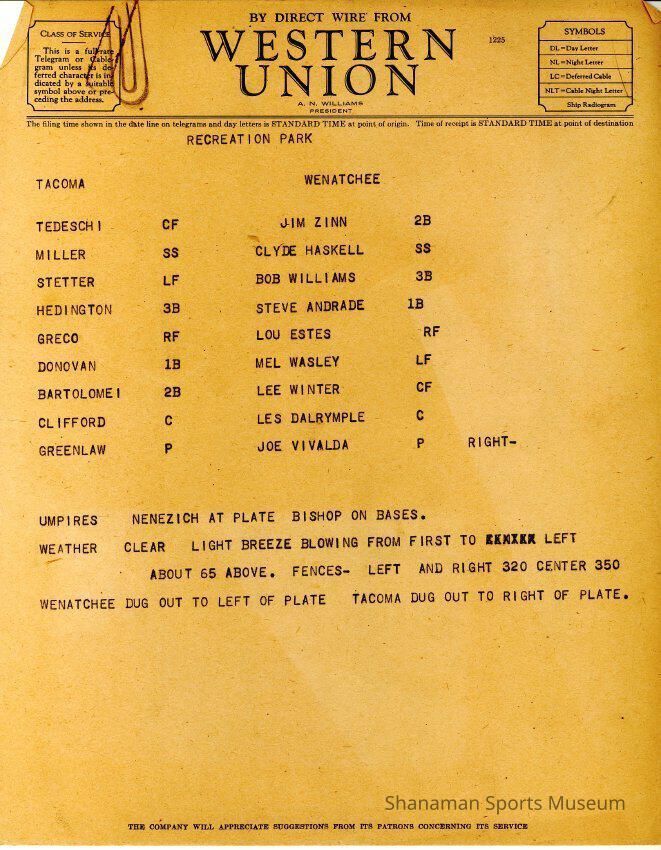 BY DIRECT WIRE FROM
WESTERN
UNION
1225
A. N. WILLIAMS
PRESIDENT
CLASS OF SERVICE
This is a full-rate
Telegram or Cable-
gram unless its de-
ferred character is in-
dicated by a suitable
symbol above or pre-
ceding the address.
SYMBOLS
DL=Day Letter
NL=Night Letter
LC=Deferred Cable
NLT=Cable Night Letter
Ship Radiogram
The filing time shown in the date line on telegrams and day letters is STANDARD TIME at point of origin. Time of receipt is STANDARD TIME at point of destination
RECREATION PARK
TACOMA WENATCHEE
TEDESCHI CF JIM ZINN 2B
MILLER SS CLYDE HASKELL SS
STETTER LF BOB WILLIAMS 3B
HEDINGTON 3B STEVE ANDRADE 1B
GRECO RF LOU ESTES RF
DONOVAN 1B MEL WASLEY LF
BARTOLOMEI 2B LEE WINTER CF
CLIFFORD C LES DALRYMPLE C
GREENLAW P JOE VIVALDA P RIGHT-
UMPIRES NENEZICH AT PLATE BISHOP ON BASES.
WEATHER CLEAR LIGHT BREEZE BLOWING FROM FIRST TO LEFT
ABOUT 65 ABOVE. FENCES- LEFT AND RIGHT 320 CENTER 350
WENATCHEE DUG OUT TO LEFT OF PLATE TACOMA DUG OUT TO RIGHT OF PLATE.
Shanaman Sports Museum
THE COMPANY WILL APPRECIATE SUGGESTIONS FROM ITS PATRONS CONCERNING ITS SERVICE